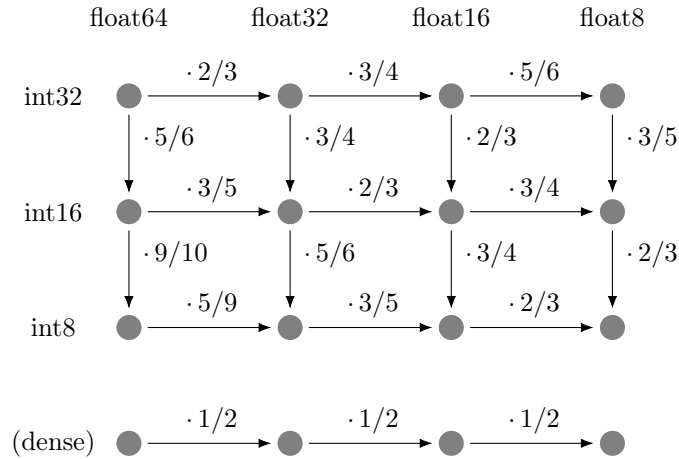 float64 float32 float16 float8
· 2/3 · 3/4 · 5/6
int32
· 5/6 · 3/4 · 2/3 · 3/5
· 3/5 · 2/3 · 3/4
int16
· 9/10 · 5/6 · 3/4 · 2/3
· 5/9 · 3/5 · 2/3
int8
· 1/2 · 1/2 · 1/2
(dense)